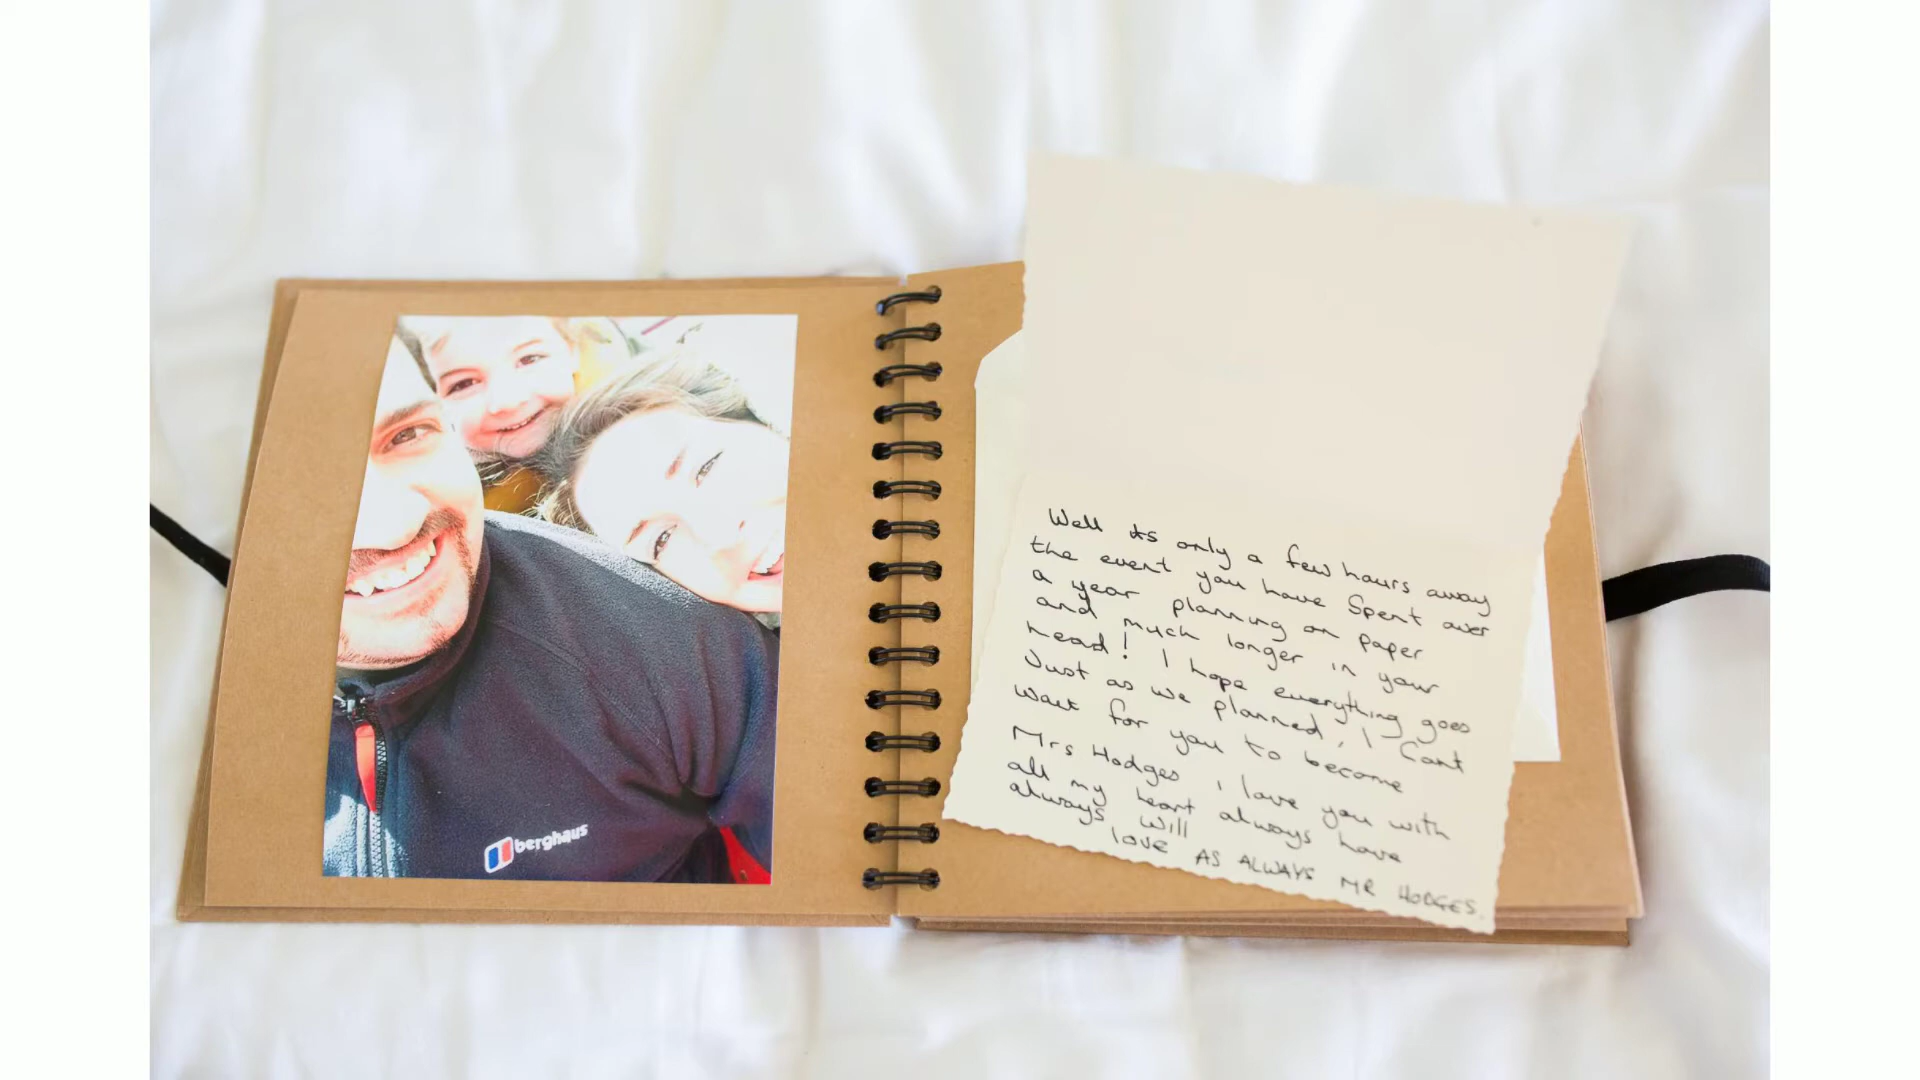 berghaus
Well its only a few hours away
the event you have Spent over
a year planning on paper
and much longer in your
head! I hope everything goes
Just as we planned, I Cant
wait for you to become
Mrs Hodges i love you with
all my heart always have
always will
love AS ALWAYS MR HODGES.